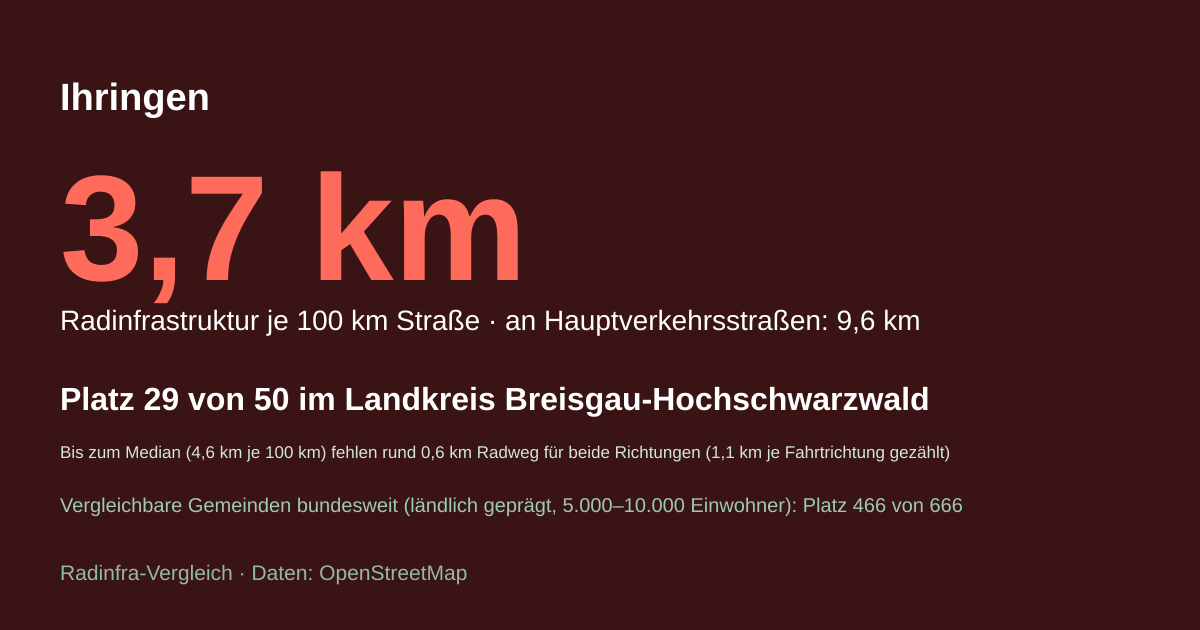 Ihringen
3,7 km
Radinfrastruktur je 100 km Straße · an Hauptverkehrsstraßen: 9,6 km
Platz 29 von 50 im Landkreis Breisgau-Hochschwarzwald
Bis zum Median (4,6 km je 100 km) fehlen rund 0,6 km Radweg für beide Richtungen (1,1 km je Fahrtrichtung gezählt)
Vergleichbare Gemeinden bundesweit (ländlich geprägt, 5.000–10.000 Einwohner): Platz 466 von 666
Radinfra-Vergleich · Daten: OpenStreetMap